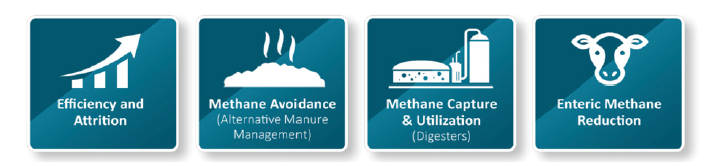 Efficiency and
Attrition
Methane Avoidance
(Alternative Manure
Management)
Methane Capture
& Utilization
(Digesters)
Enteric Methane
Reduction